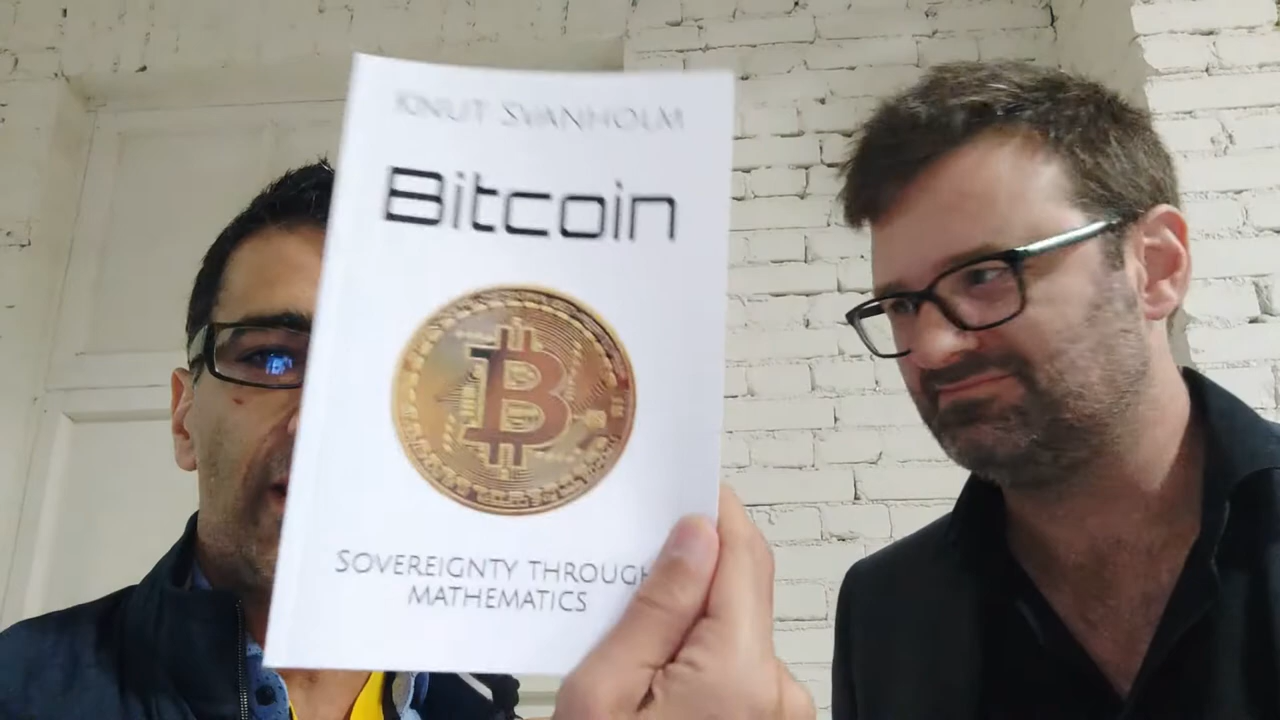 KNUT SVANHOLM
Bitcoin
SOVEREIGNTY THROUGH
MATHEMATICS